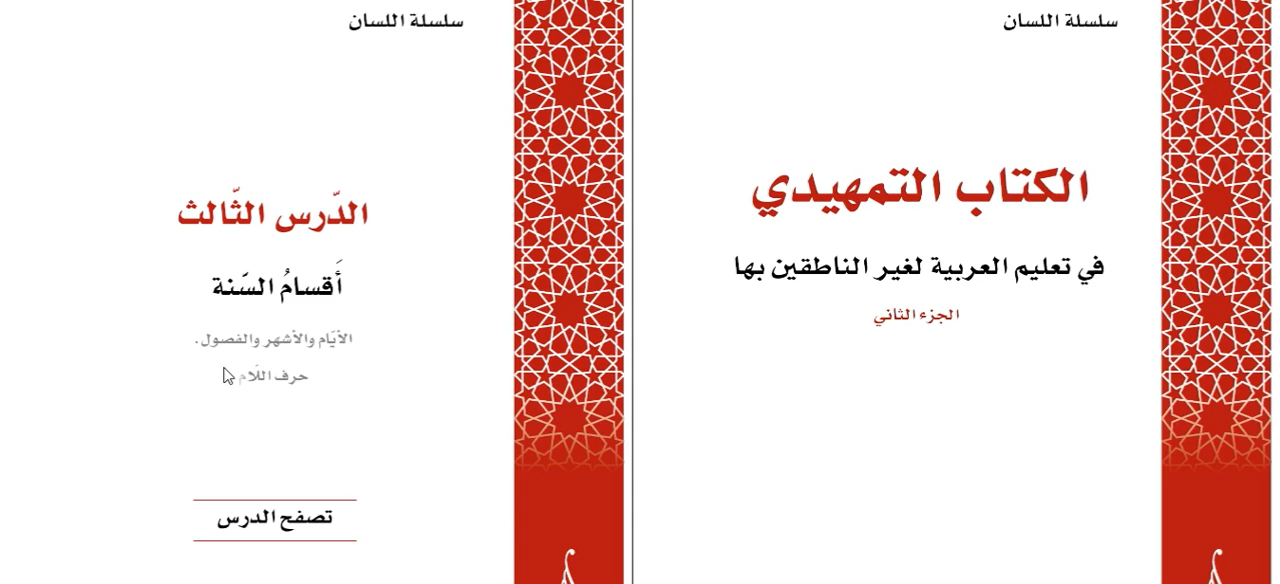 سلسلة اللسان
الكتاب التمهيدي
في تعليم العربية لغير الناطقين بها
الجزء الثاني
سلسلة اللسان
الدّرس الثّالث
أَقسامُ السَنة
الأيّام والأشهر والفصول.
حرف اللّام
تصفح الدرس